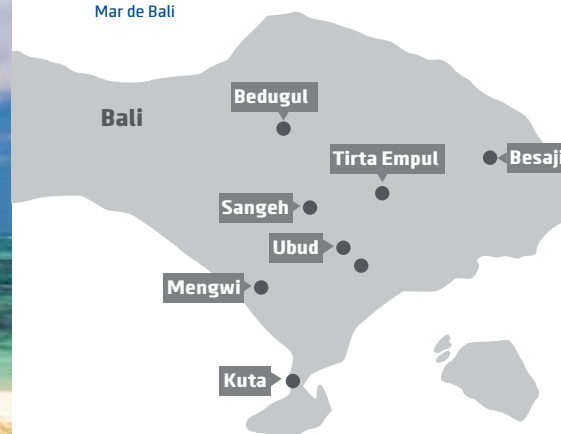 Mar de Bali
Bedugul
Bali
Tirta Empul
Besaji
Sangeh
Ubud
Mengwi
Kuta